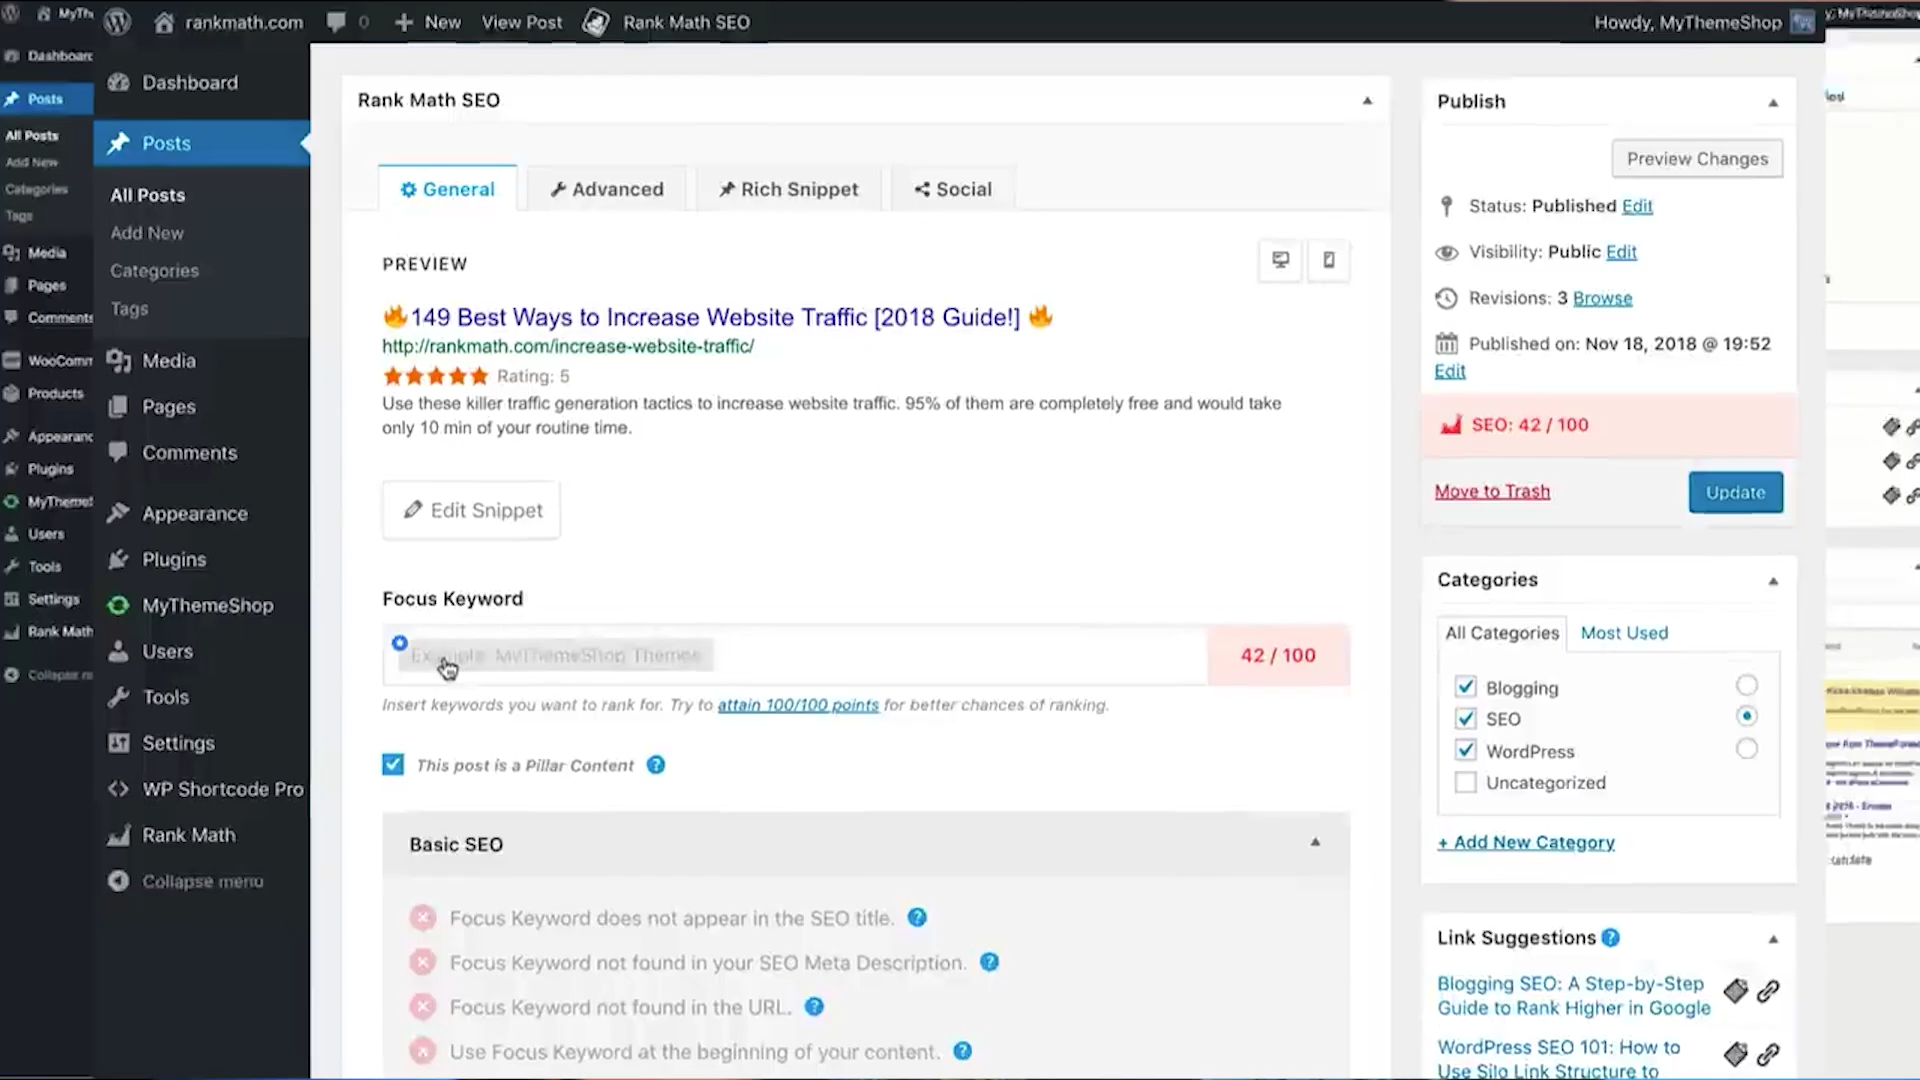 rankmath.com 0 New View Post Rank Math SEO Howdy, MyThemeShop
Dashboard
Posts
All Posts
Add New
Categories
Tags
Media
Pages
Comments
Appearance
Plugins
MyThemeShop
Users
Tools
Settings
WP Shortcode Pro
Rank Math
Collapse menu
Dashboard
Posts
All Posts
Add New
Categories
Tags
Media
Pages
Comments
WooComm
Products
Appearanc
Plugins
MyThemeS
Users
Tools
Settings
Rank Math
Collapse m
Rank Math SEO
General Advanced Rich Snippet Social
PREVIEW
🔥149 Best Ways to Increase Website Traffic [2018 Guide!] 🔥
http://rankmath.com/increase-website-traffic/
Rating: 5
Use these killer traffic generation tactics to increase website traffic. 95% of them are completely free and would take
only 10 min of your routine time.
Edit Snippet
Focus Keyword
Example: MyThemeShop Themes
42 / 100
Insert keywords you want to rank for. Try to attain 100/100 points for better chances of ranking.
This post is a Pillar Content
Basic SEO
Focus Keyword does not appear in the SEO title.
Focus Keyword not found in your SEO Meta Description.
Focus Keyword not found in the URL.
Use Focus Keyword at the beginning of your content.
Publish
Preview Changes
Status: Published Edit
Visibility: Public Edit
Revisions: 3 Browse
Published on: Nov 18, 2018 @ 19:52
Edit
SEO: 42 / 100
Move to Trash
Update
Categories
All Categories Most Used
Blogging
SEO
WordPress
Uncategorized
+ Add New Category
Link Suggestions
Blogging SEO: A Step-by-Step
Guide to Rank Higher in Google
WordPress SEO 101: How to
Use Silo Link Structure to